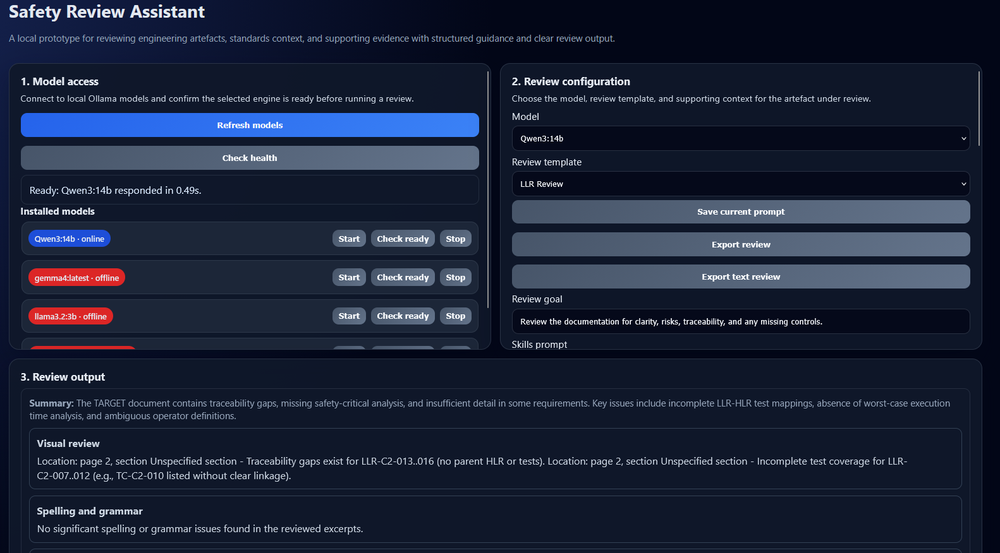 Safety Review Assistant
A local prototype for reviewing engineering artefacts, standards context, and supporting evidence with structured guidance and clear review output.
1. Model access
Connect to local Ollama models and confirm the selected engine is ready before running a review.
Refresh models
Check health
Ready: Qwen3:14b responded in 0.49s.
Installed models
Qwen3:14b · online
Start
Check ready
Stop
gemma4:latest · offline
Start
Check ready
Stop
llama3.2:3b · offline
Start
Check ready
Stop
2. Review configuration
Choose the model, review template, and supporting context for the artefact under review.
Model
Qwen3:14b
Review template
LLR Review
Save current prompt
Export review
Export text review
Review goal
Review the documentation for clarity, risks, traceability, and any missing controls.
Skills prompt
3. Review output
Summary: The TARGET document contains traceability gaps, missing safety-critical analysis, and insufficient detail in some requirements. Key issues include incomplete LLR-HLR test mappings, absence of worst-case execution
time analysis, and ambiguous operator definitions.
Visual review
Location: page 2, section Unspecified section - Traceability gaps exist for LLR-C2-013..016 (no parent HLR or tests). Location: page 2, section Unspecified section - Incomplete test coverage for LLR-
C2-007..012 (e.g., TC-C2-010 listed without clear linkage).
Spelling and grammar
No significant spelling or grammar issues found in the reviewed excerpts.